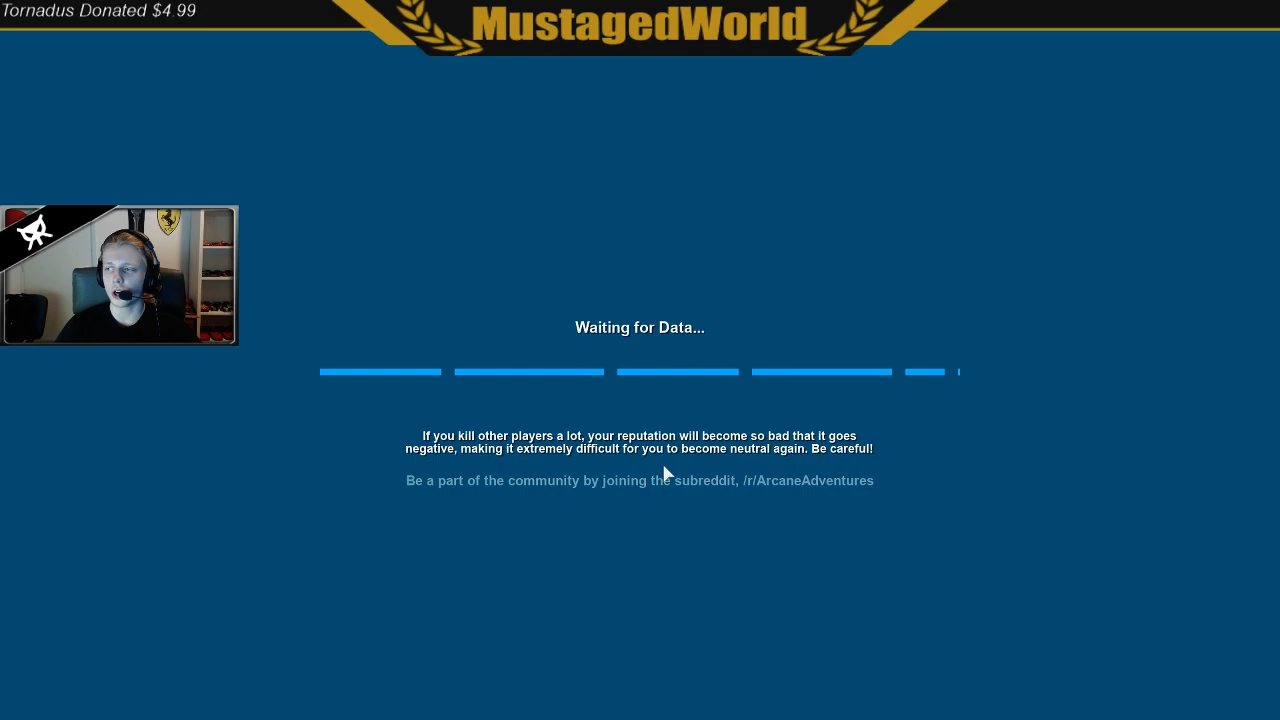 Tornadus Donated $4.99
MustagedWorld
Waiting for Data...
If you kill other players a lot, your reputation will become so bad that it goes
negative, making it extremely difficult for you to become neutral again. Be careful!
Be a part of the community by joining the subreddit, /r/ArcaneAdventures